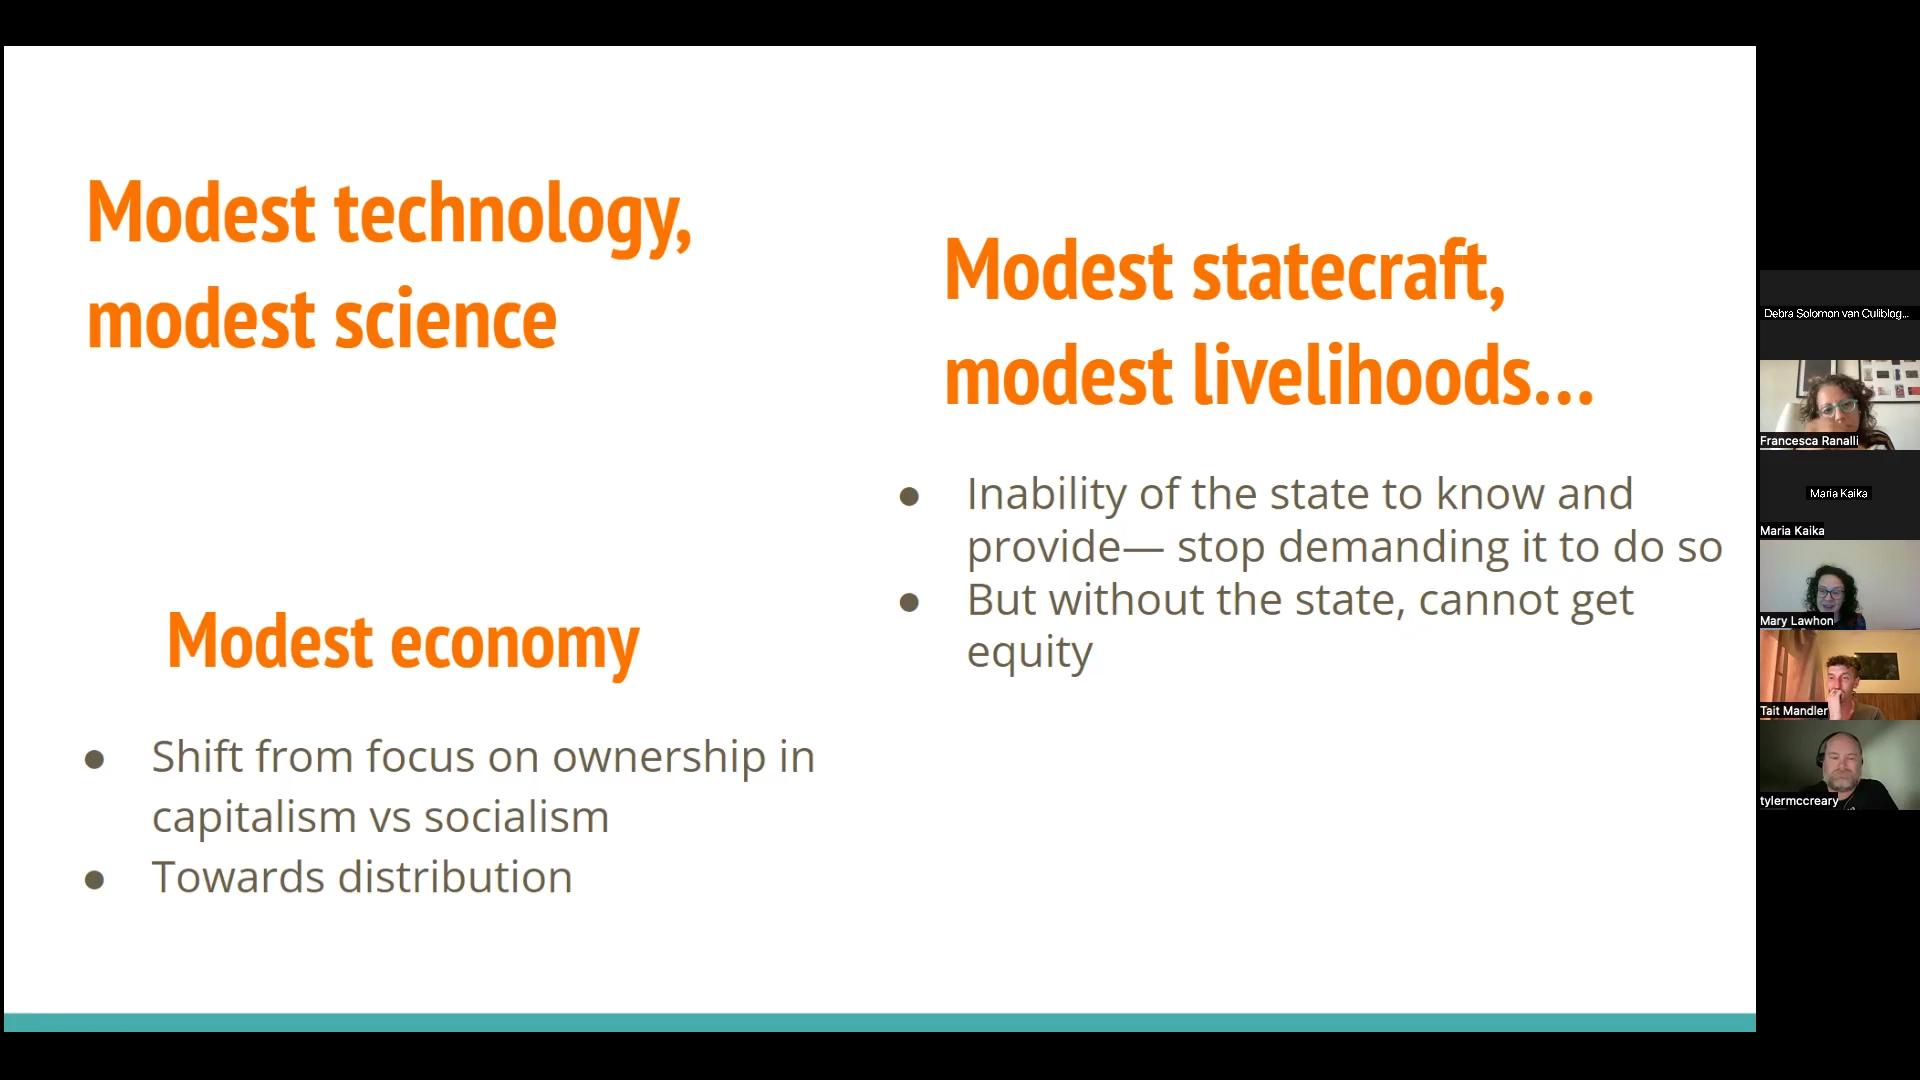 Modest technology,
modest science
Modest economy
● Shift from focus on ownership in
capitalism vs socialism
● Towards distribution
Modest statecraft,
modest livelihoods...
● Inability of the state to know and
provide— stop demanding it to do so
● But without the state, cannot get
equity
Debra Solomon van Culiblog...
Francesca Ranalli
Maria Kaika
Maria Kaika
Mary Lawhon
Tait Mandler
tylermccreary